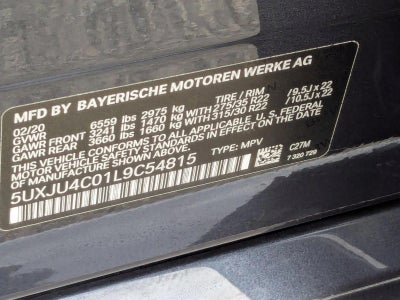 MFD BY BAYERISCHE MOTOREN WERKE AG
02/20 TIRE / RIM
GVWR 6559 lbs 2975 kg
GAWR FRONT 3241 lbs 1470 kg WITH 275/35 R22 / 9.5J x 22
GAWR REAR 3660 lbs 1660 kg WITH 315/30 R22 / 10.5J x 22
THIS VEHICLE CONFORMS TO ALL APPLICABLE U.S. FEDERAL
MOTOR VEHICLE SAFETY STANDARDS IN EFFECT ON THE
DATE OF MANUFACTURE SHOWN ABOVE.
5UXJU4C01L9C54815 TYPE: MPV C27M
7 320 729